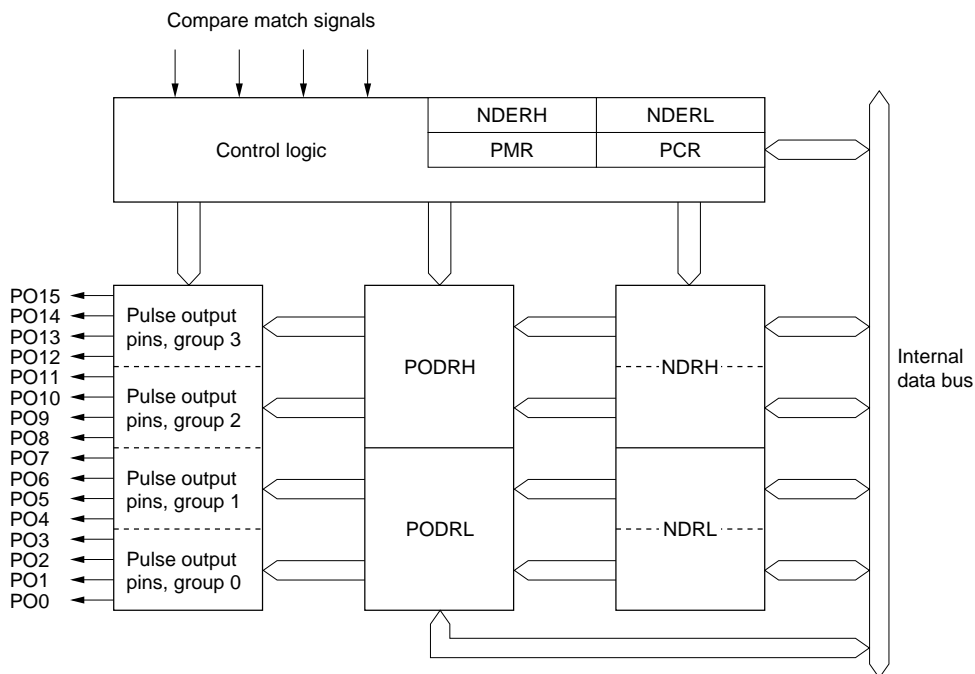 Compare match signals
Control logic
NDERH
NDERL
PMR
PCR
PO15
PO14
PO13
PO12
PO11
PO10
PO9
PO8
PO7
PO6
PO5
PO4
PO3
PO2
PO1
PO0
Pulse output
pins, group 3
Pulse output
pins, group 2
Pulse output
pins, group 1
Pulse output
pins, group 0
PODRH
PODRL
NDRH
NDRL
Internal
data bus